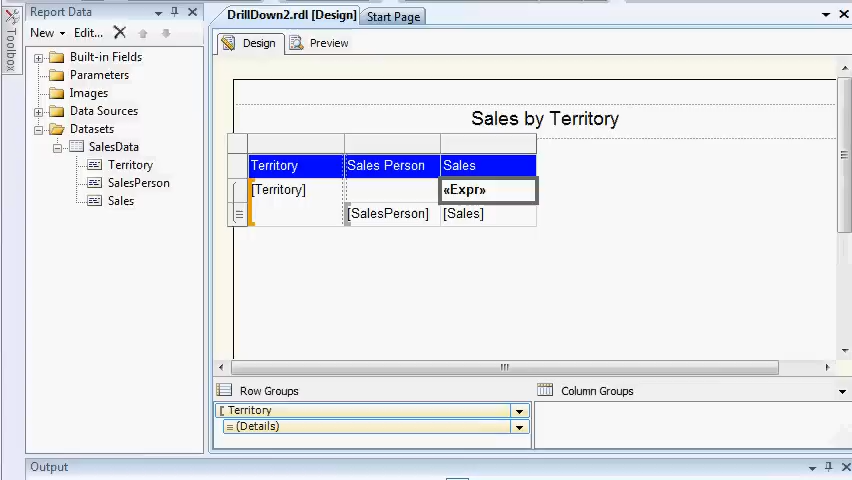 Report Data
DrillDown2.rdl [Design]
Start Page
New
Edit...
Design
Preview
Toolbox
Built-in Fields
Parameters
Images
Data Sources
Datasets
SalesData
Territory
SalesPerson
Sales
Sales by Territory
Territory
Sales Person
Sales
[Territory]
«Expr»
[SalesPerson]
[Sales]
Row Groups
Column Groups
Territory
(Details)
Output